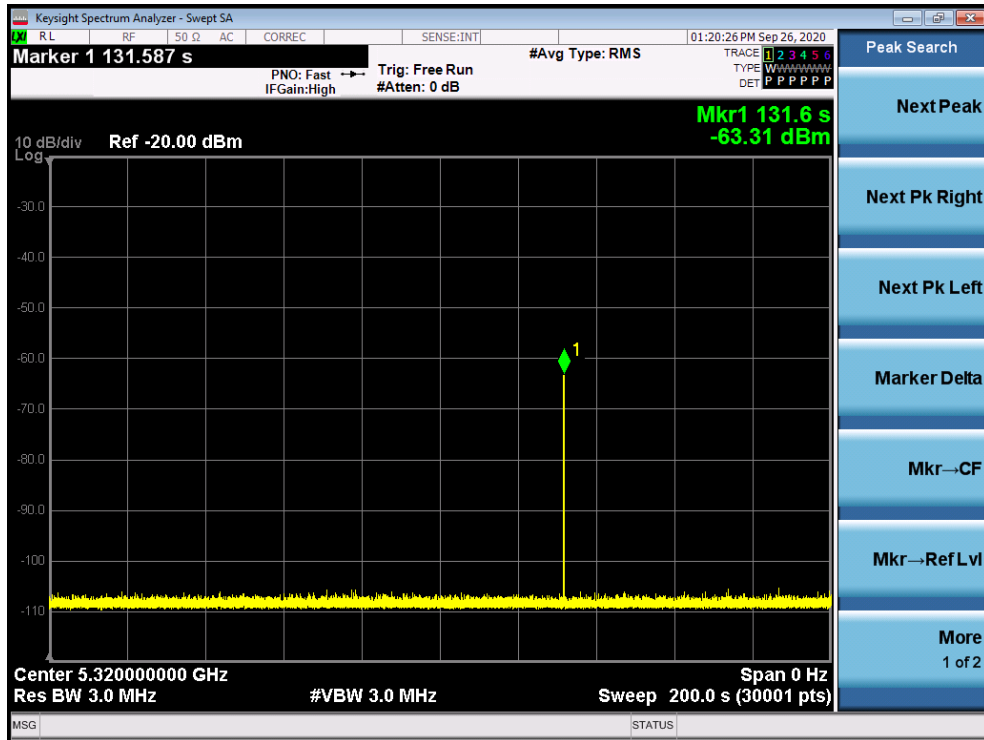 Keysight Spectrum Analyzer - Swept SA
LXI RL RF 50 Ω AC CORREC SENSE:INT 01:20:26 PM Sep 26, 2020
Marker 1 131.587 s
PNO: Fast
IFGain:High
Trig: Free Run
#Atten: 0 dB
#Avg Type: RMS
TRACE 1 2 3 4 5 6
TYPE WWWWWW
DET P P P P P P
Mkr1 131.6 s
-63.31 dBm
10 dB/div Ref -20.00 dBm
Log
-30.0
-40.0
-50.0
-60.0
1
-70.0
-80.0
-90.0
-100
-110
Center 5.320000000 GHz Span 0 Hz
Res BW 3.0 MHz #VBW 3.0 MHz Sweep 200.0 s (30001 pts)
MSG STATUS
Peak Search
Next Peak
Next Pk Right
Next Pk Left
Marker Delta
Mkr→CF
Mkr→Ref Lvl
More
1 of 2